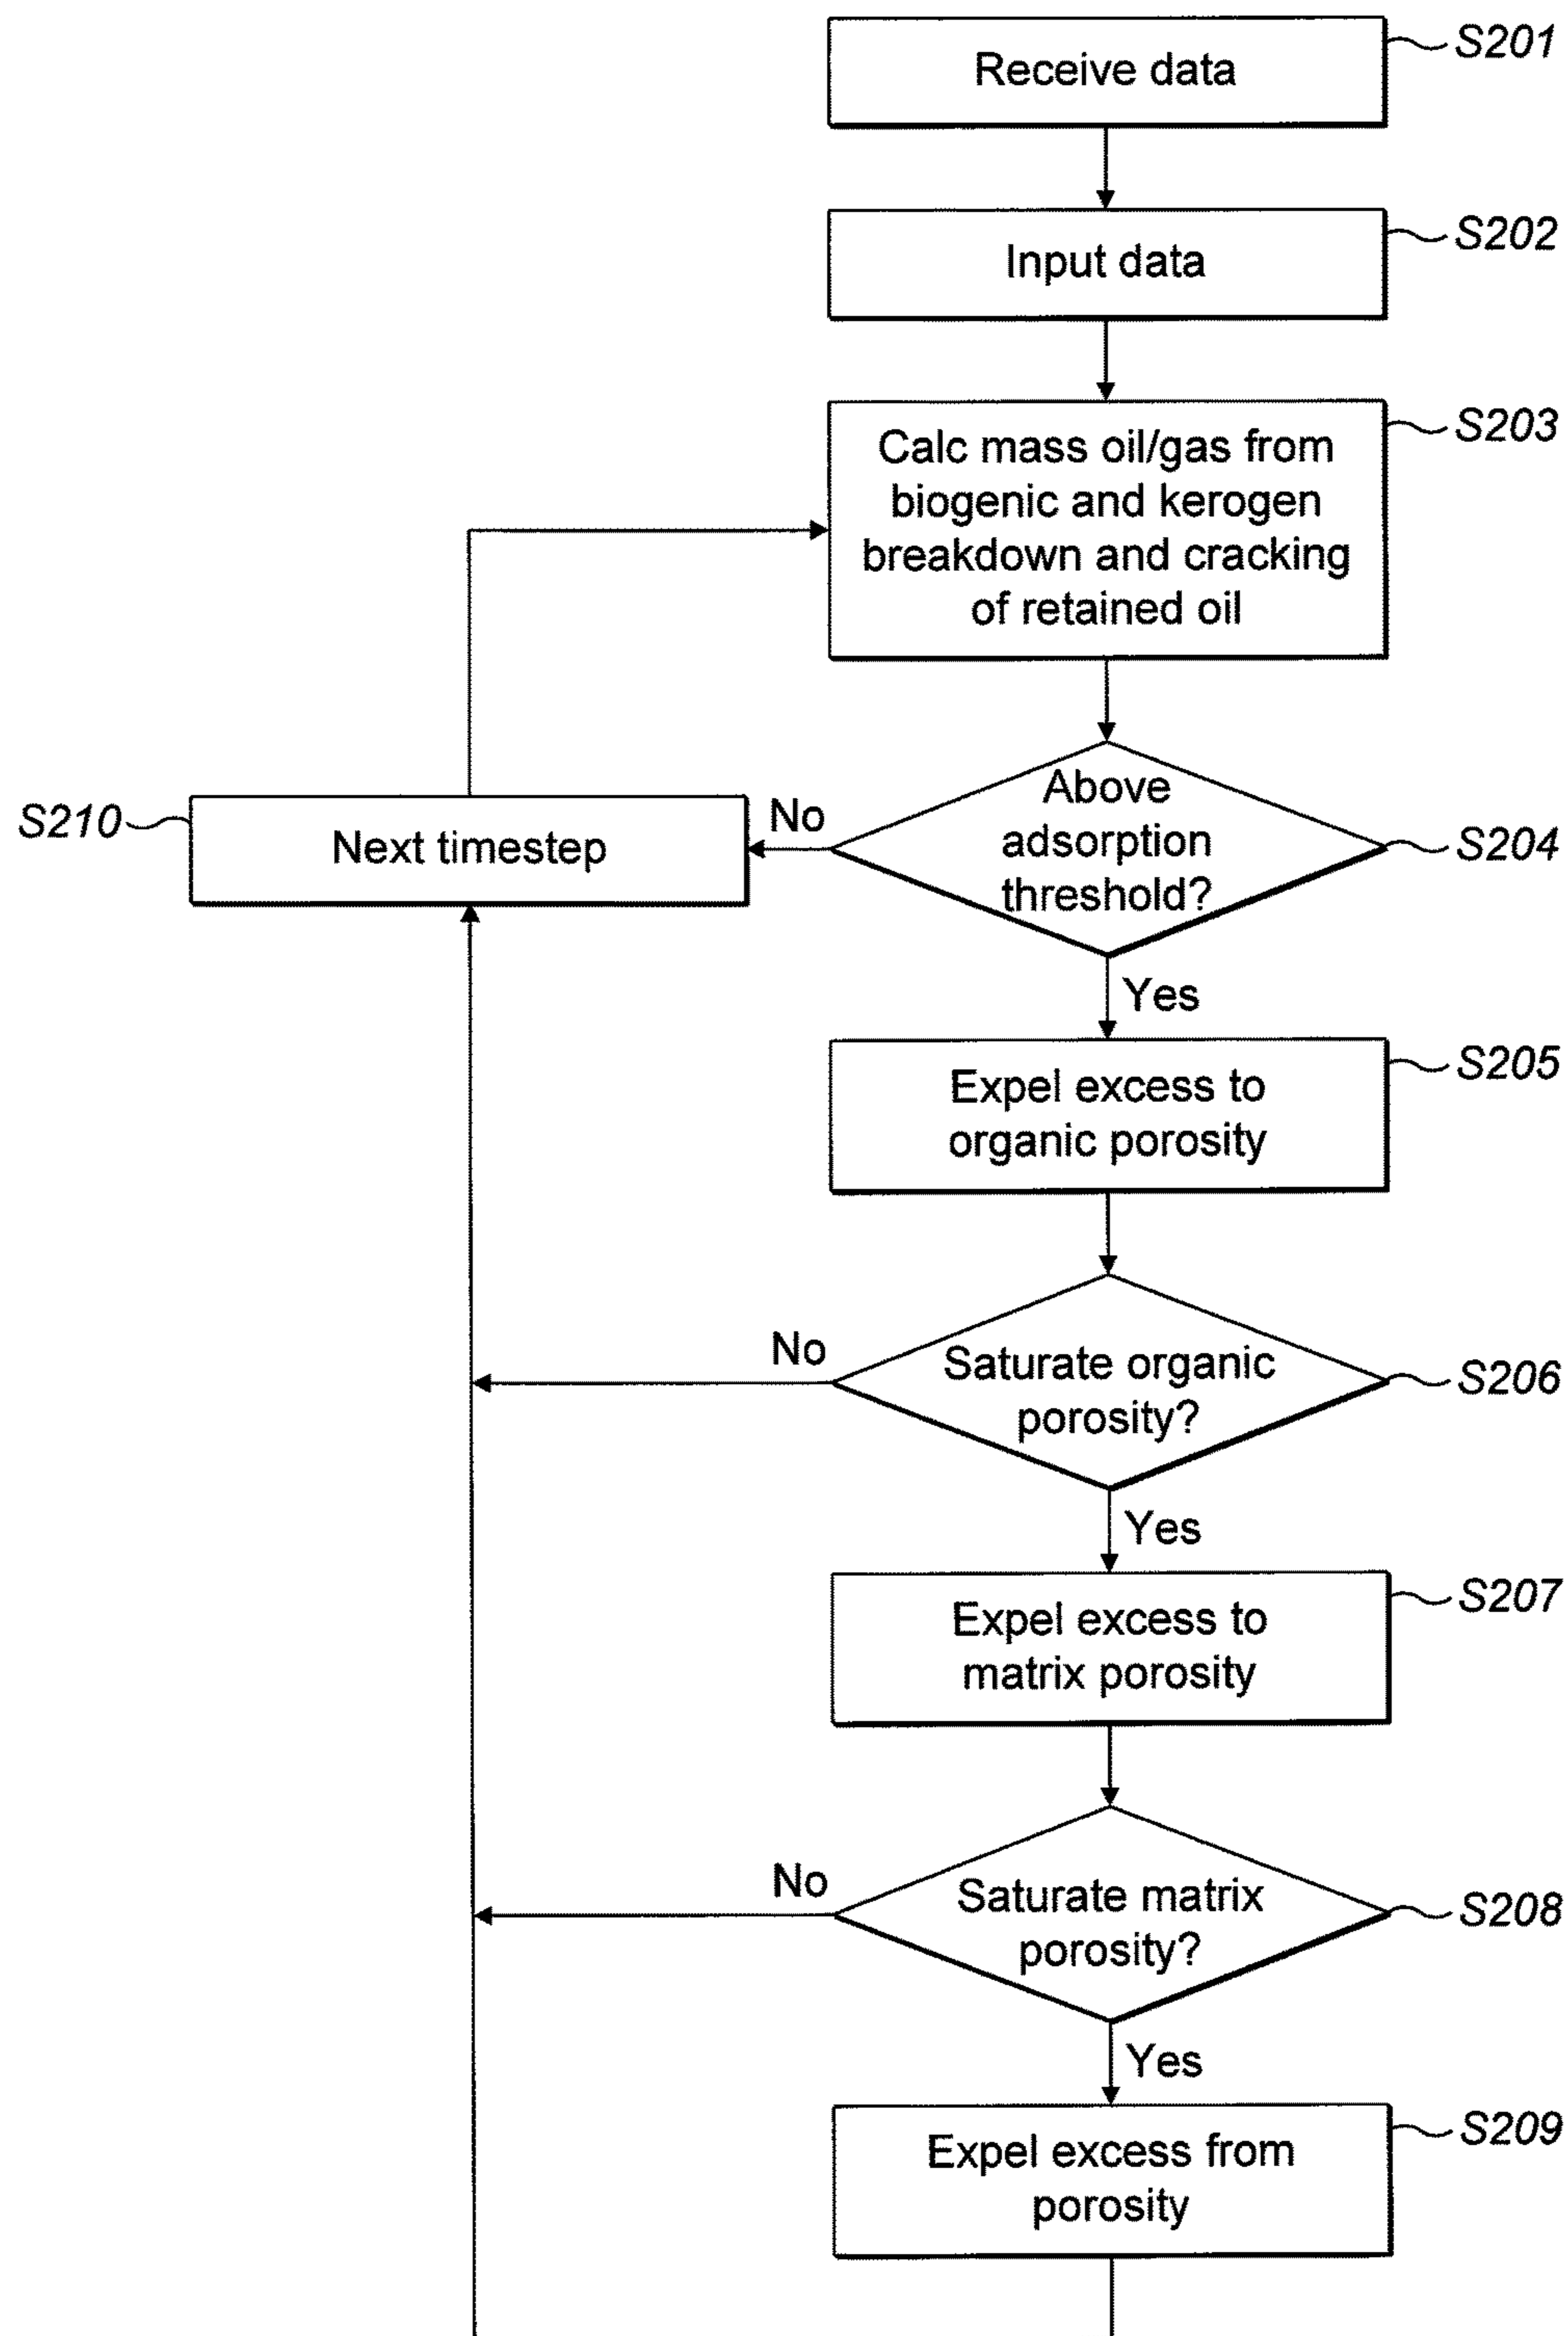 Receive data
S201
Input data
S202
Calc mass oil/gas from
biogenic and kerogen
breakdown and cracking
of retained oil
S203
S210
Next timestep
No
Above
adsorption
threshold?
S204
Yes
Expel excess to
organic porosity
S205
No
Saturate organic
porosity?
S206
Yes
Expel excess to
matrix porosity
S207
No
Saturate matrix
porosity?
S208
Yes
Expel excess from
porosity
S209